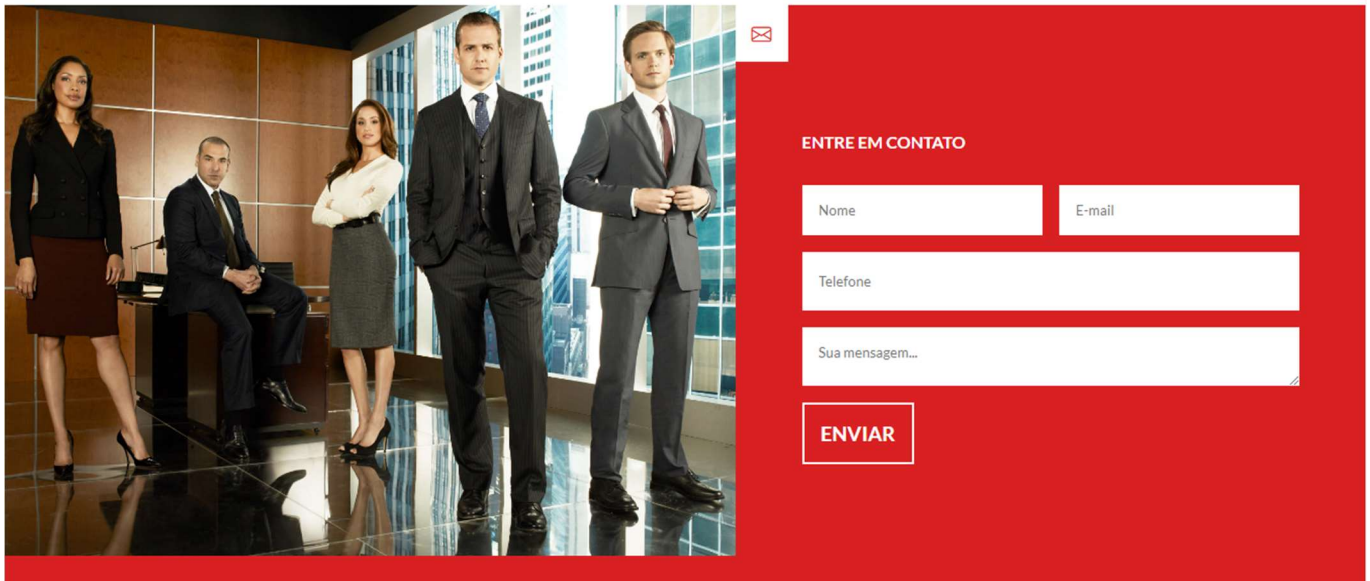 ENTRE EM CONTATO
Nome
E-mail
Telefone
Sua mensagem...
ENVIAR